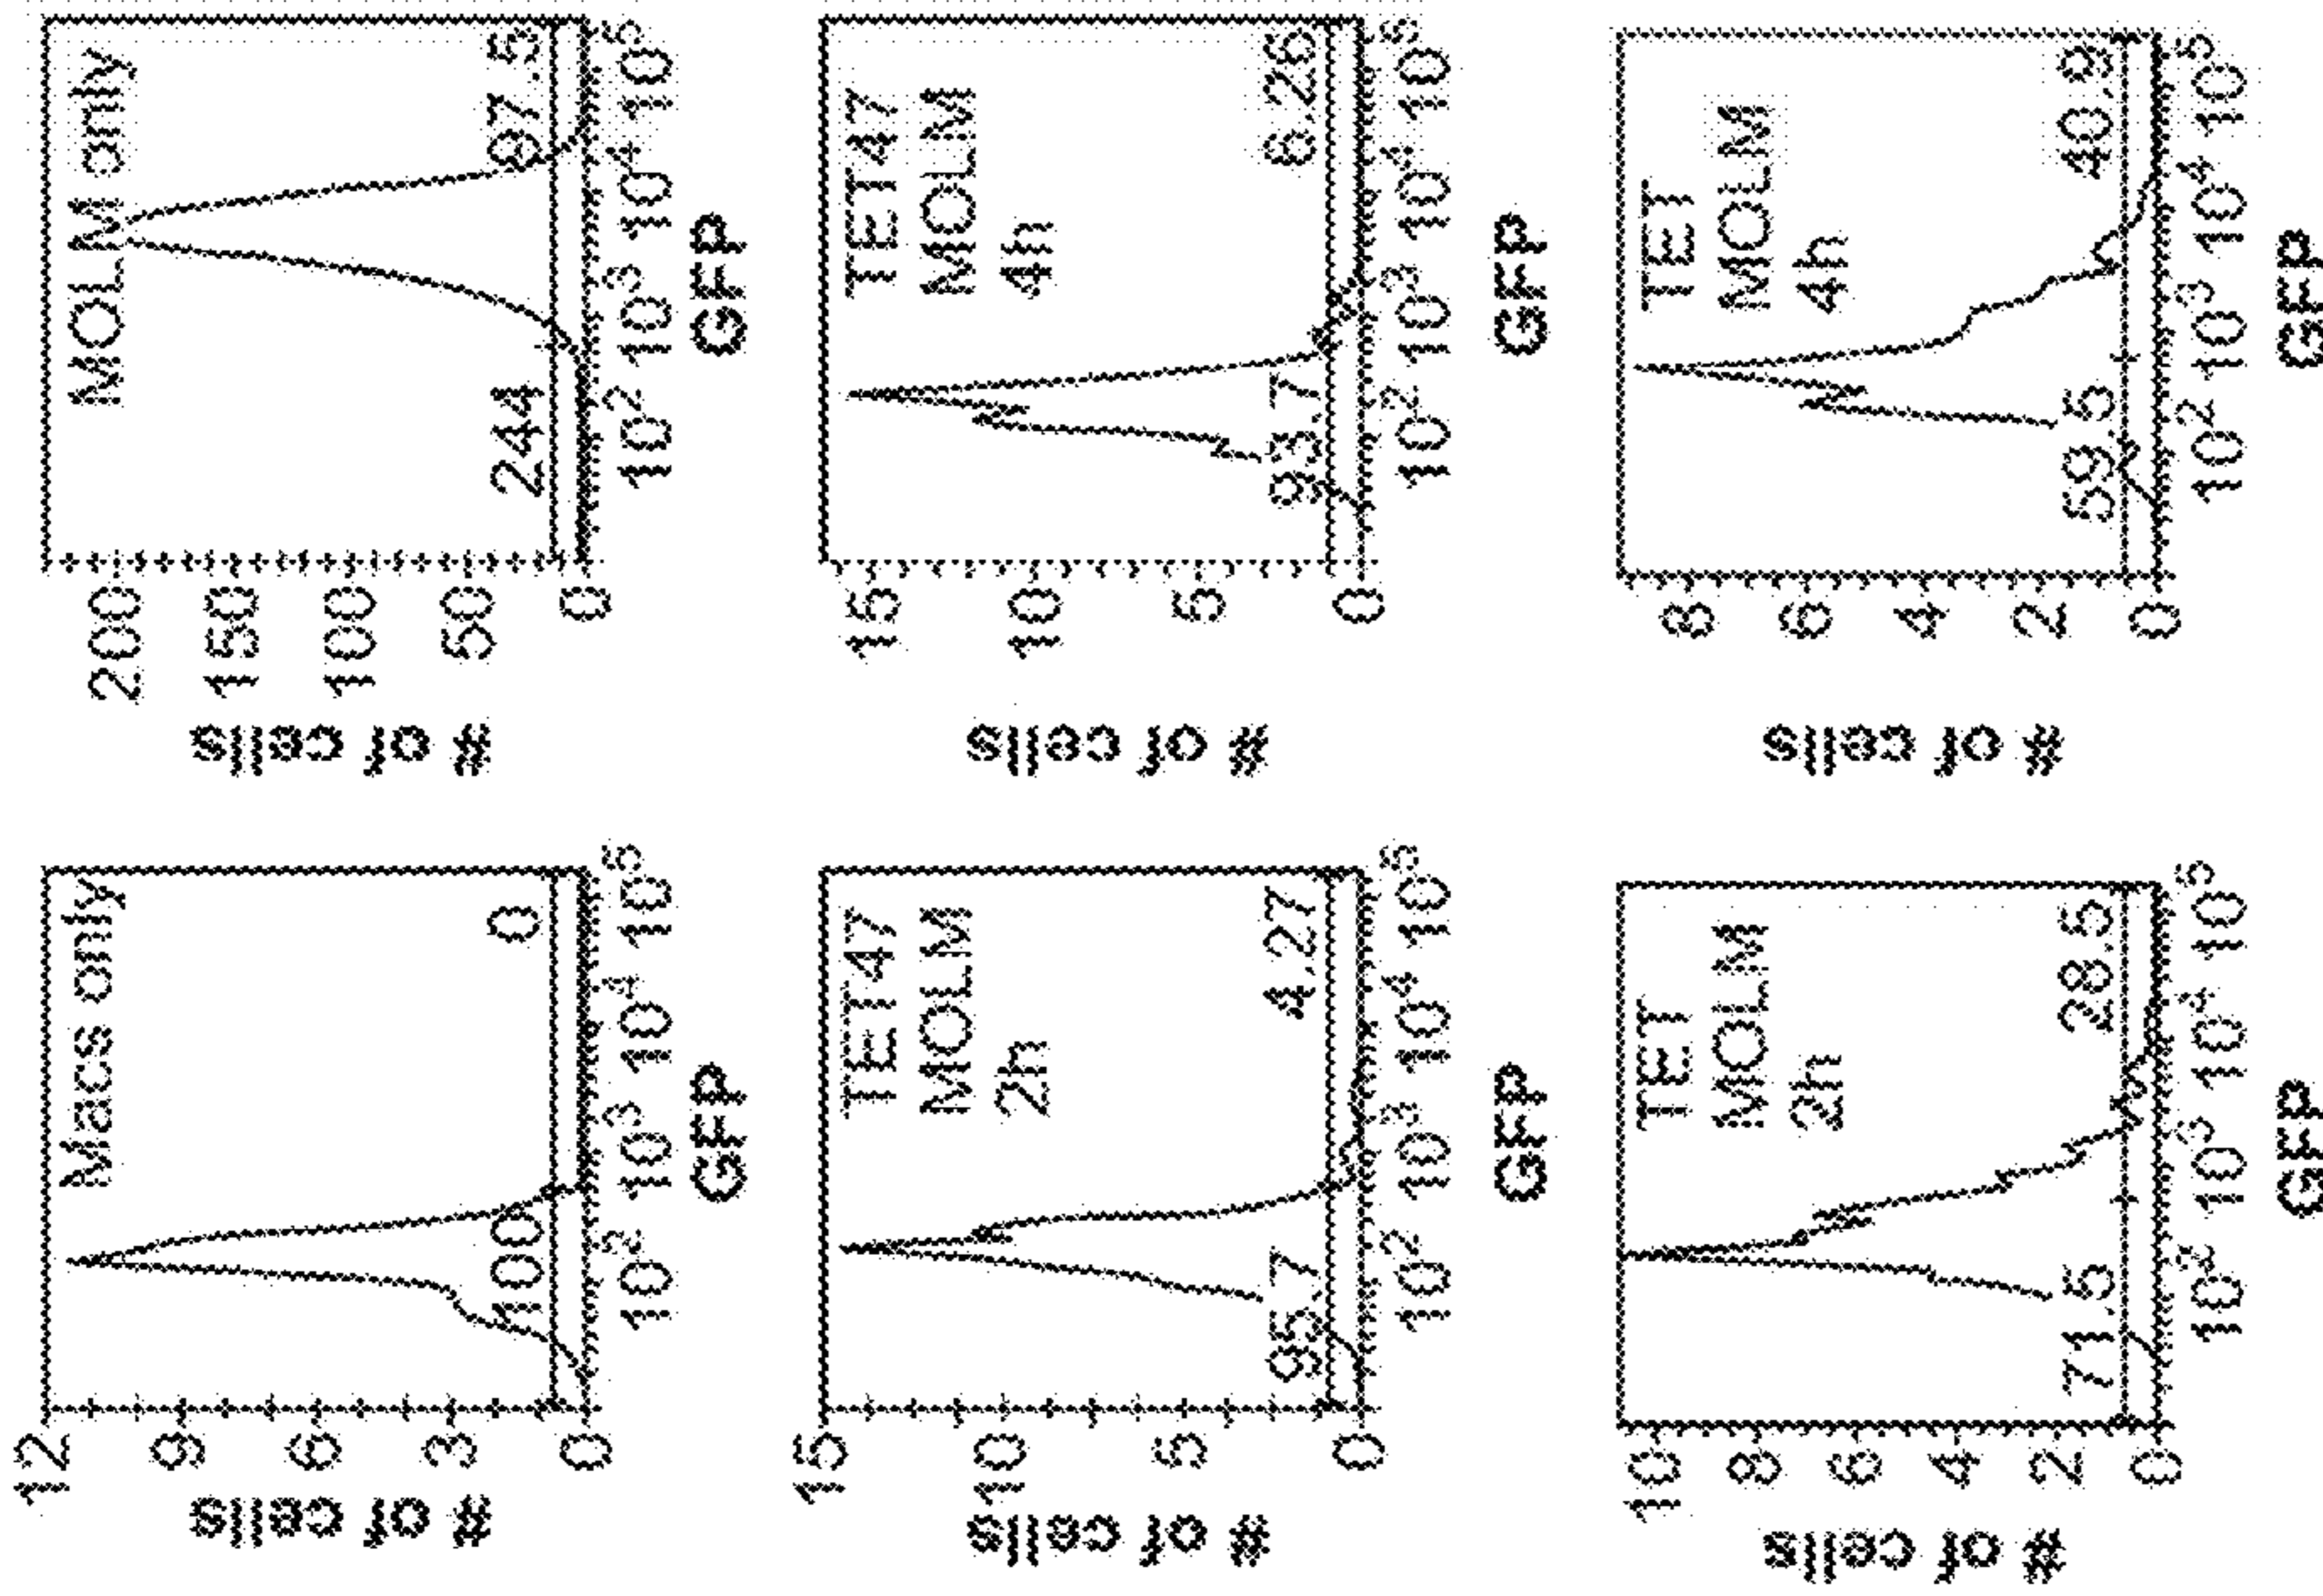 Macs only
12
9
6
3
0
# of cells
100
0
10² 10³ 10⁴ 10⁵
GFP
MOLM only
200
150
100
50
0
# of cells
244
97.5
10² 10³ 10⁴ 10⁵
GFP
TET47
MOLM
2h
15
10
5
0
# of cells
95.7
4.27
10² 10³ 10⁴ 10⁵
GFP
TET47
MOLM
4h
15
10
5
0
# of cells
93.7
6.26
10² 10³ 10⁴ 10⁵
GFP
TET
MOLM
2h
10
8
6
4
2
0
# of cells
71.5
28.5
10² 10³ 10⁴ 10⁵
GFP
TET
MOLM
4h
8
6
4
2
0
# of cells
59.5
40.9
10² 10³ 10⁴ 10⁵
GFP